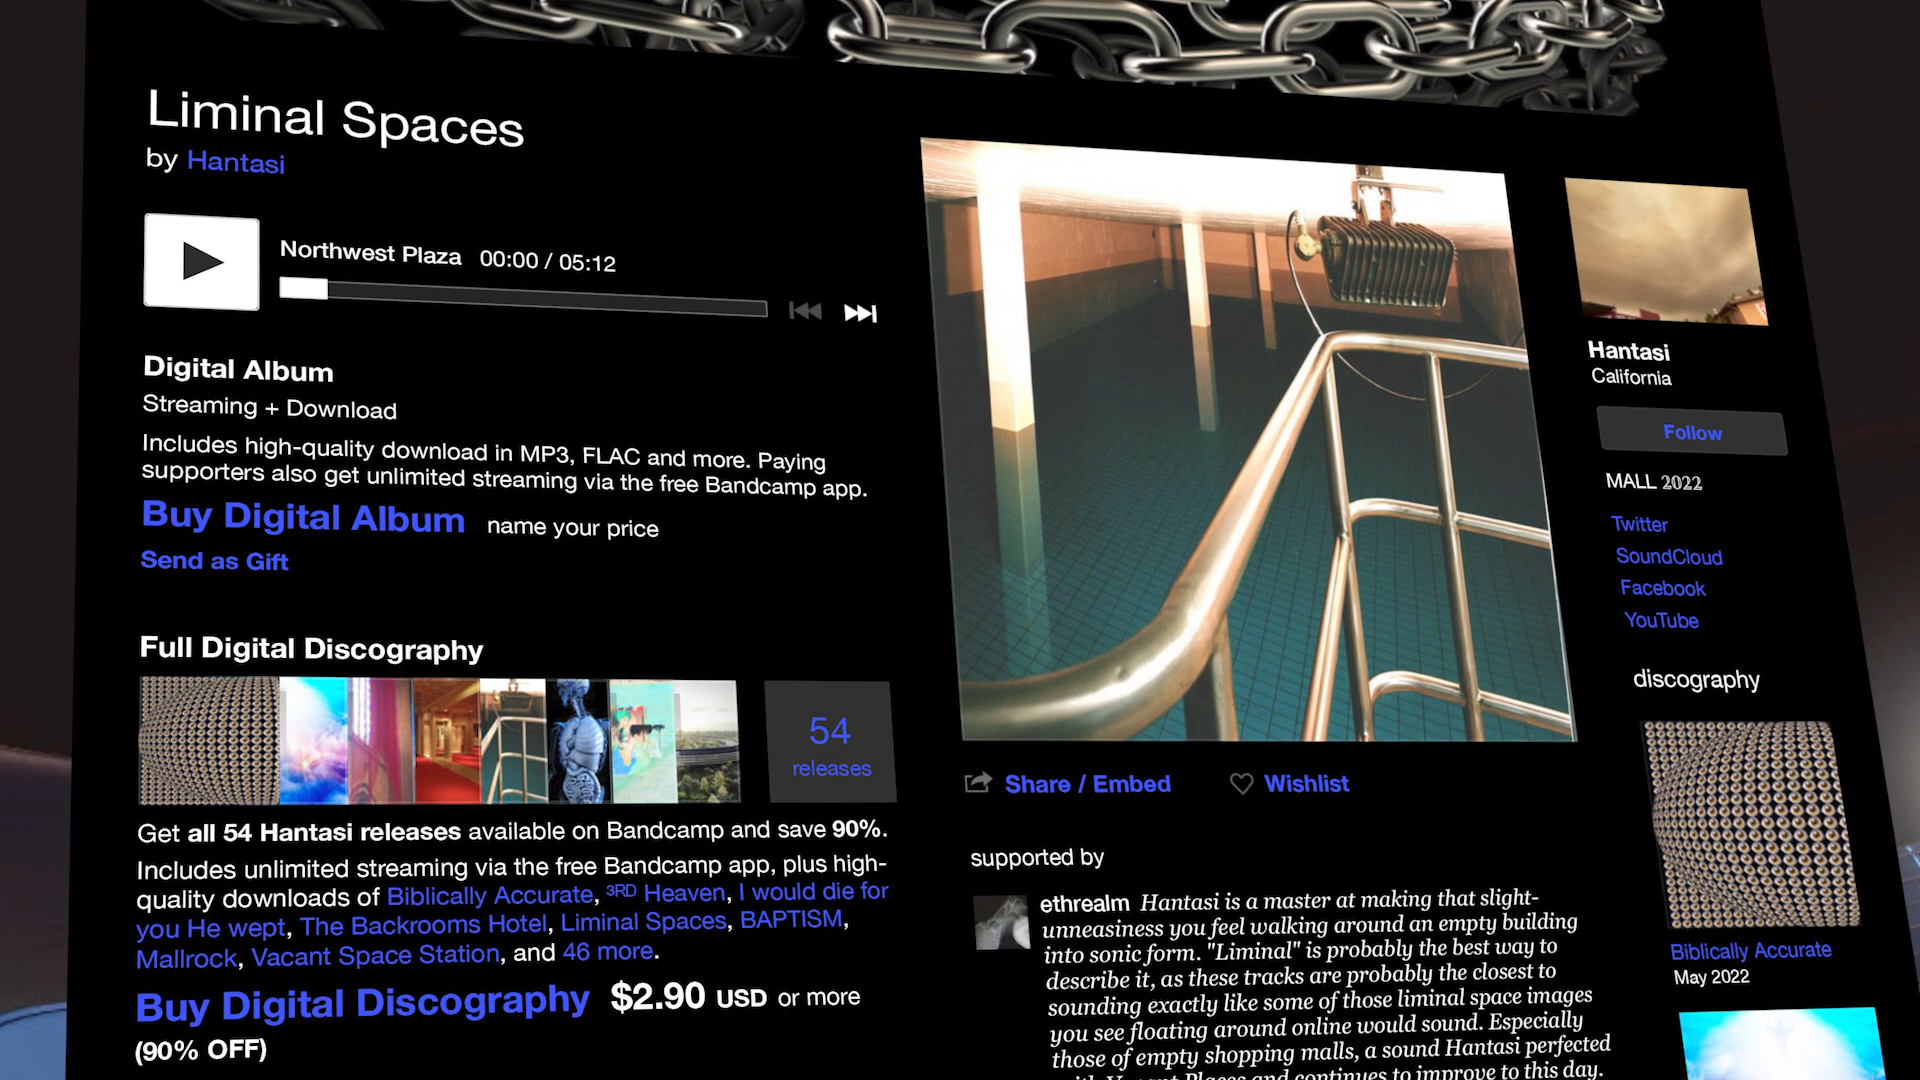 Liminal Spaces
by Hantasi
Northwest Plaza 00:00 / 05:12
Digital Album
Streaming + Download
Includes high-quality download in MP3, FLAC and more. Paying
supporters also get unlimited streaming via the free Bandcamp app.
Buy Digital Album name your price
Send as Gift
Full Digital Discography
54
releases
Get all 54 Hantasi releases available on Bandcamp and save 90%.
Includes unlimited streaming via the free Bandcamp app, plus high-
quality downloads of Biblically Accurate, 3RD Heaven, I would die for
you He wept, The Backrooms Hotel, Liminal Spaces, BAPTISM,
Mallrock, Vacant Space Station, and 46 more.
Buy Digital Discography $2.90 USD or more
(90% OFF)
Share / Embed Wishlist
supported by
ethrealm Hantasi is a master at making that slight-
unneasiness you feel walking around an empty building
into sonic form. "Liminal" is probably the best way to
describe it, as these tracks are probably the closest to
sounding exactly like some of those liminal space images
you see floating around online would sound. Especially
those of empty shopping malls, a sound Hantasi perfected
with Vacant Places and continues to improve to this day.
Hantasi
California
Follow
MALL 2022
Twitter
SoundCloud
Facebook
YouTube
discography
Biblically Accurate
May 2022